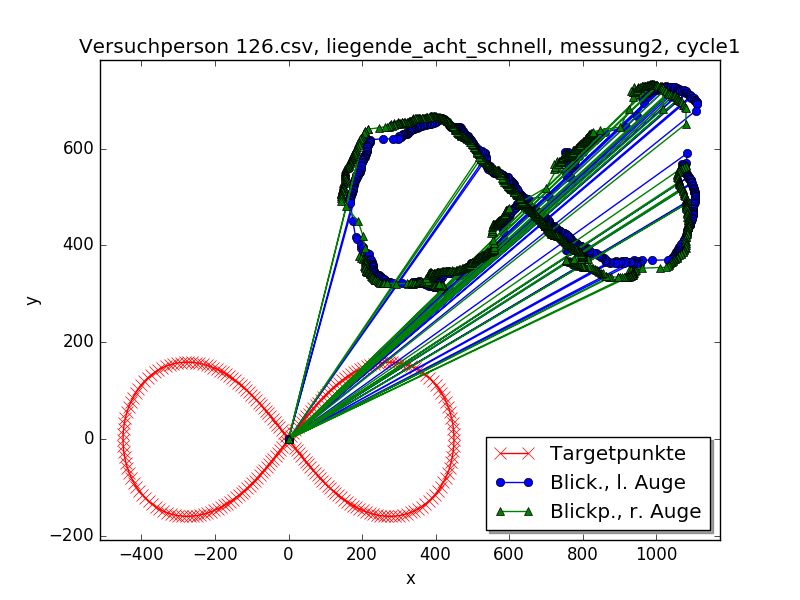 Versuchperson 126.csv, liegende_acht_schnell, messung2, cycle1
y
600
400
200
0
−200
−400
−200
0
200
400
600
800
1000
x
Targetpunkte
Blick., l. Auge
Blickp., r. Auge